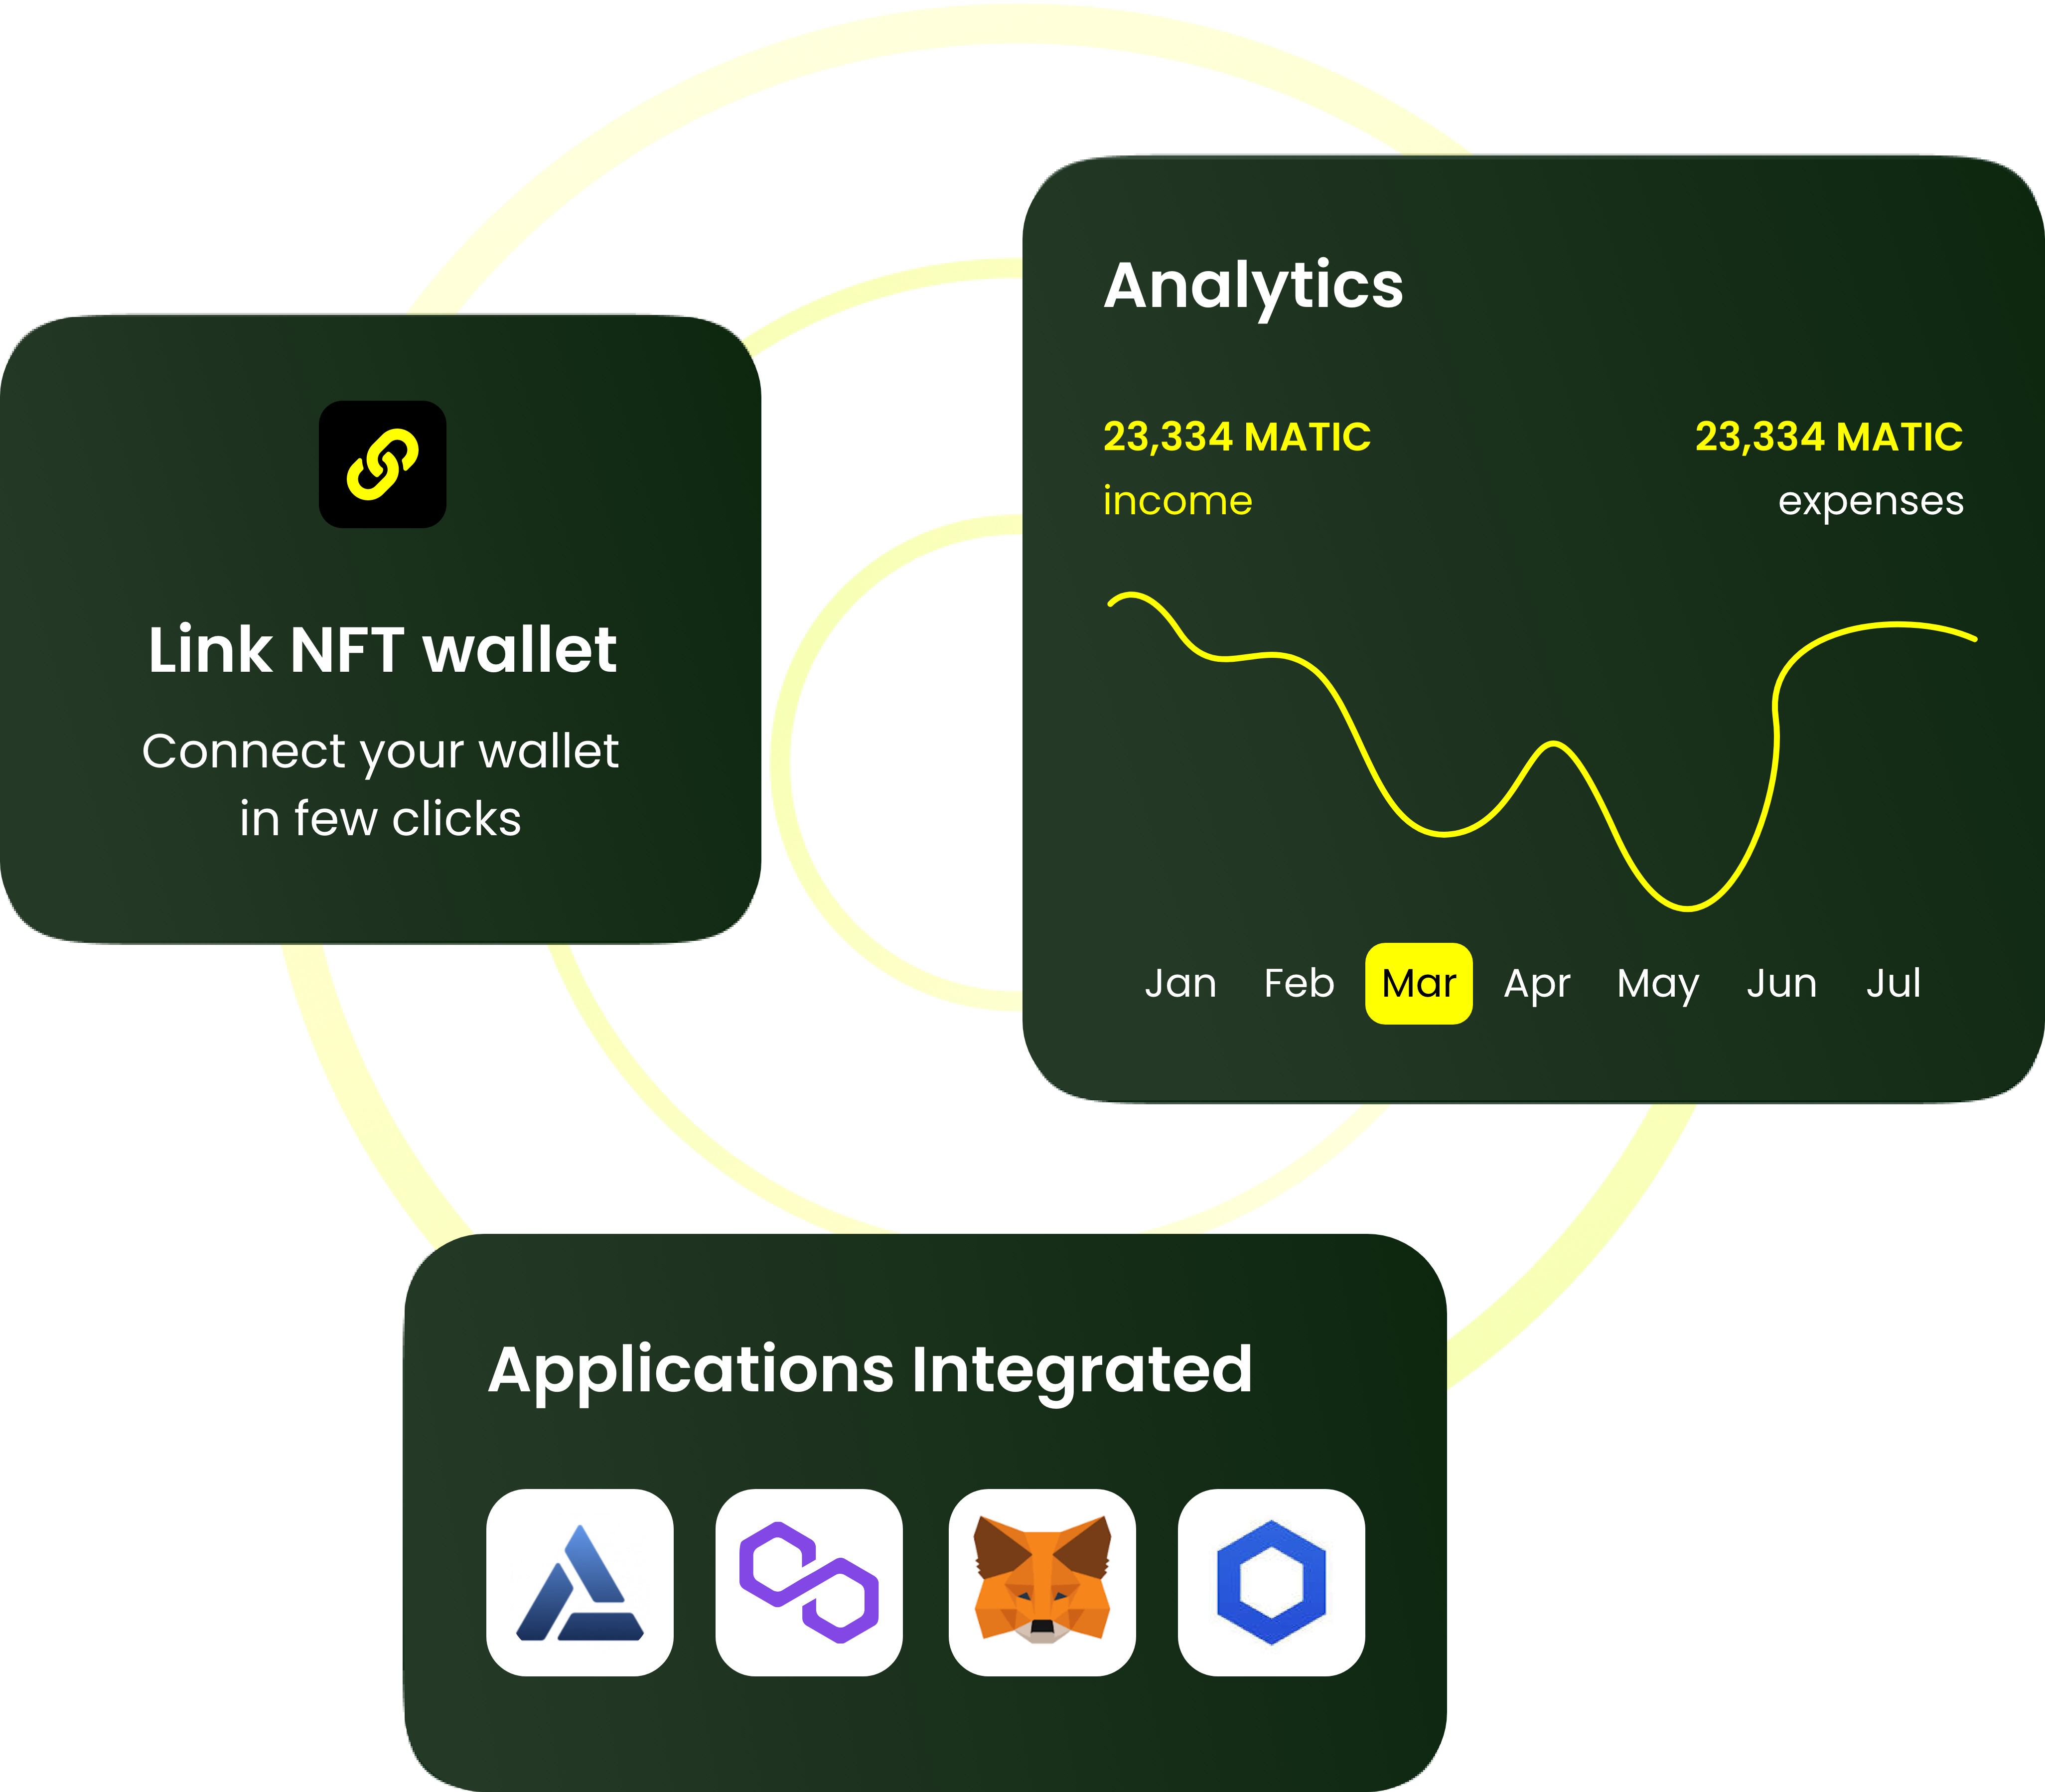 Analytics
23,334 MATIC
income
23,334 MATIC
expenses
Jan Feb Mar Apr May Jun Jul
Link NFT wallet
Connect your wallet
in few clicks
Applications Integrated